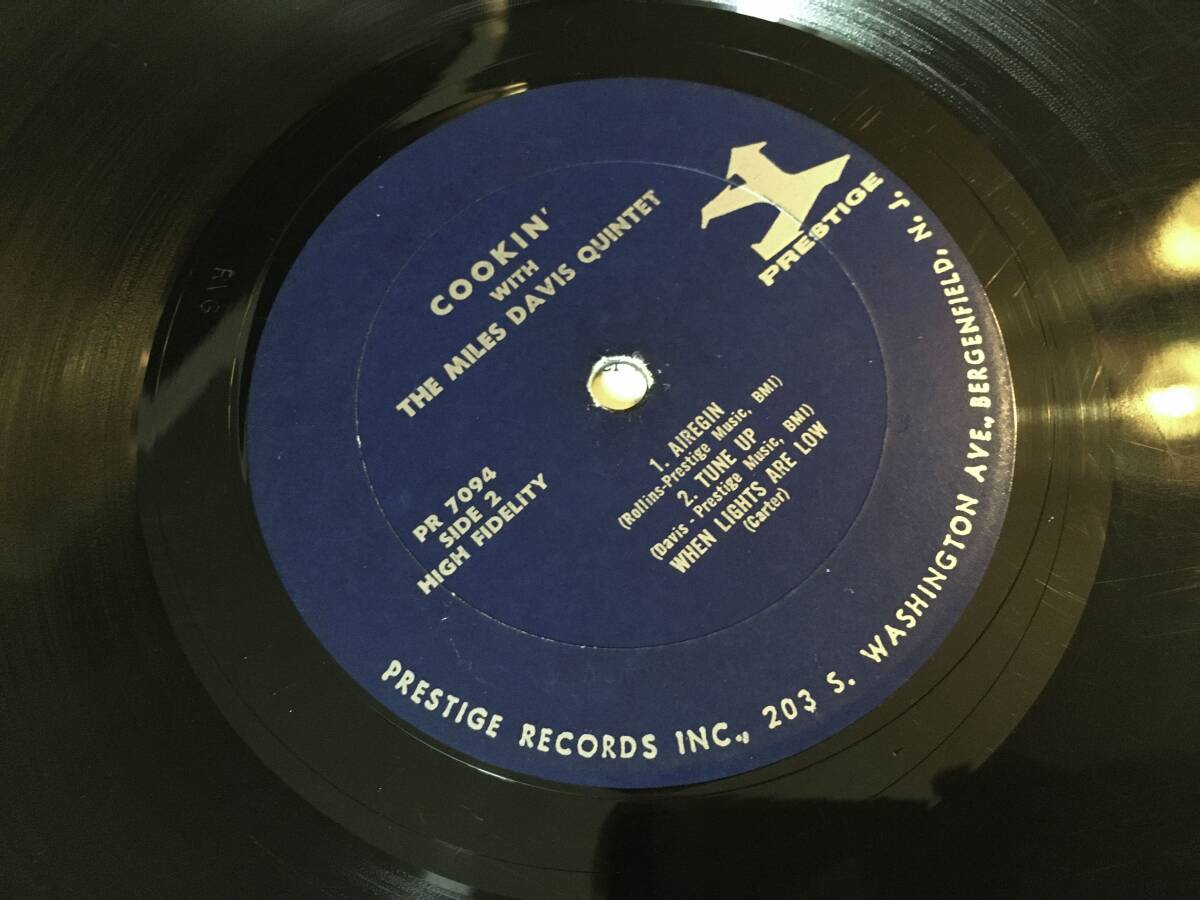 COOKIN'
WITH
THE MILES DAVIS QUINTET
PRESTIGE
PR 7094
SIDE 2
HIGH FIDELITY
1. AIREGIN
(Rollins-Prestige Music, BMI)
2. TUNE UP
(Davis - Prestige Music, BMI)
WHEN LIGHTS ARE LOW
(Carter)
PRESTIGE RECORDS INC., 203 S. WASHINGTON AVE., BERGENFIELD, N. J.